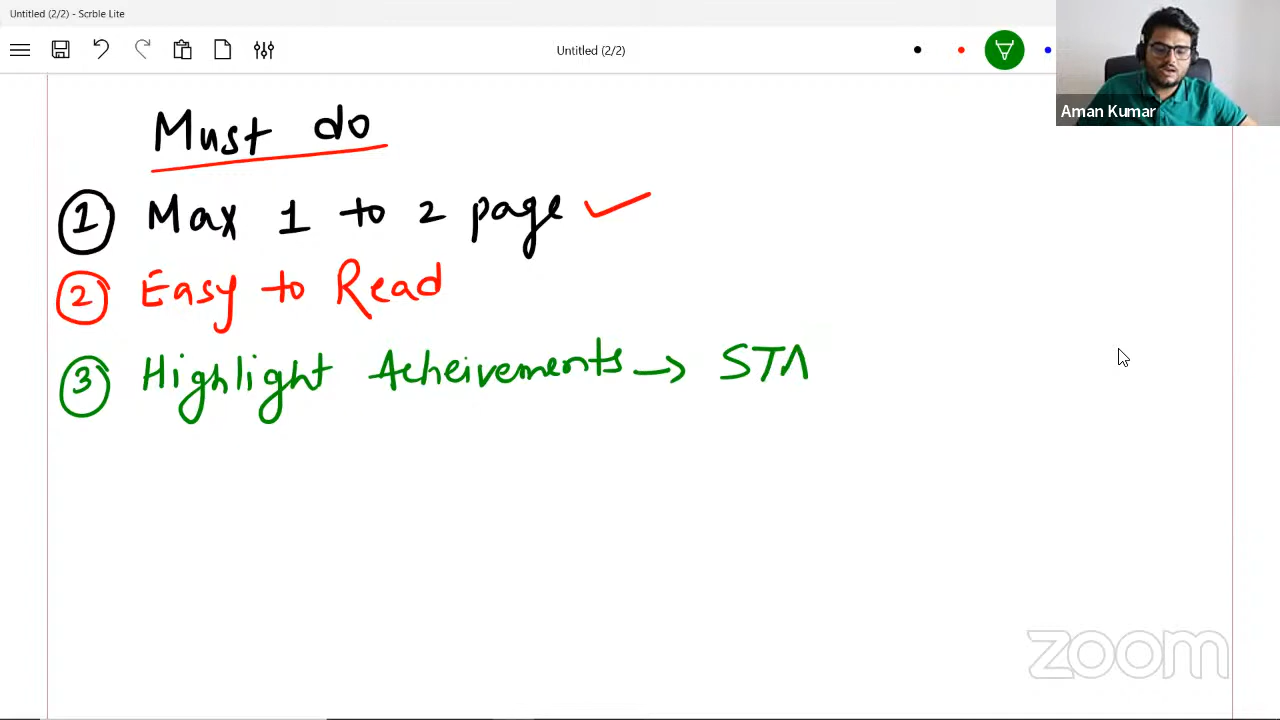 Untitled (2/2) - Scrble Lite
Untitled (2/2)
Aman Kumar
Must do
1 Max 1 to 2 page
2 Easy to Read
3 Highlight Acheivements → STA
zoom